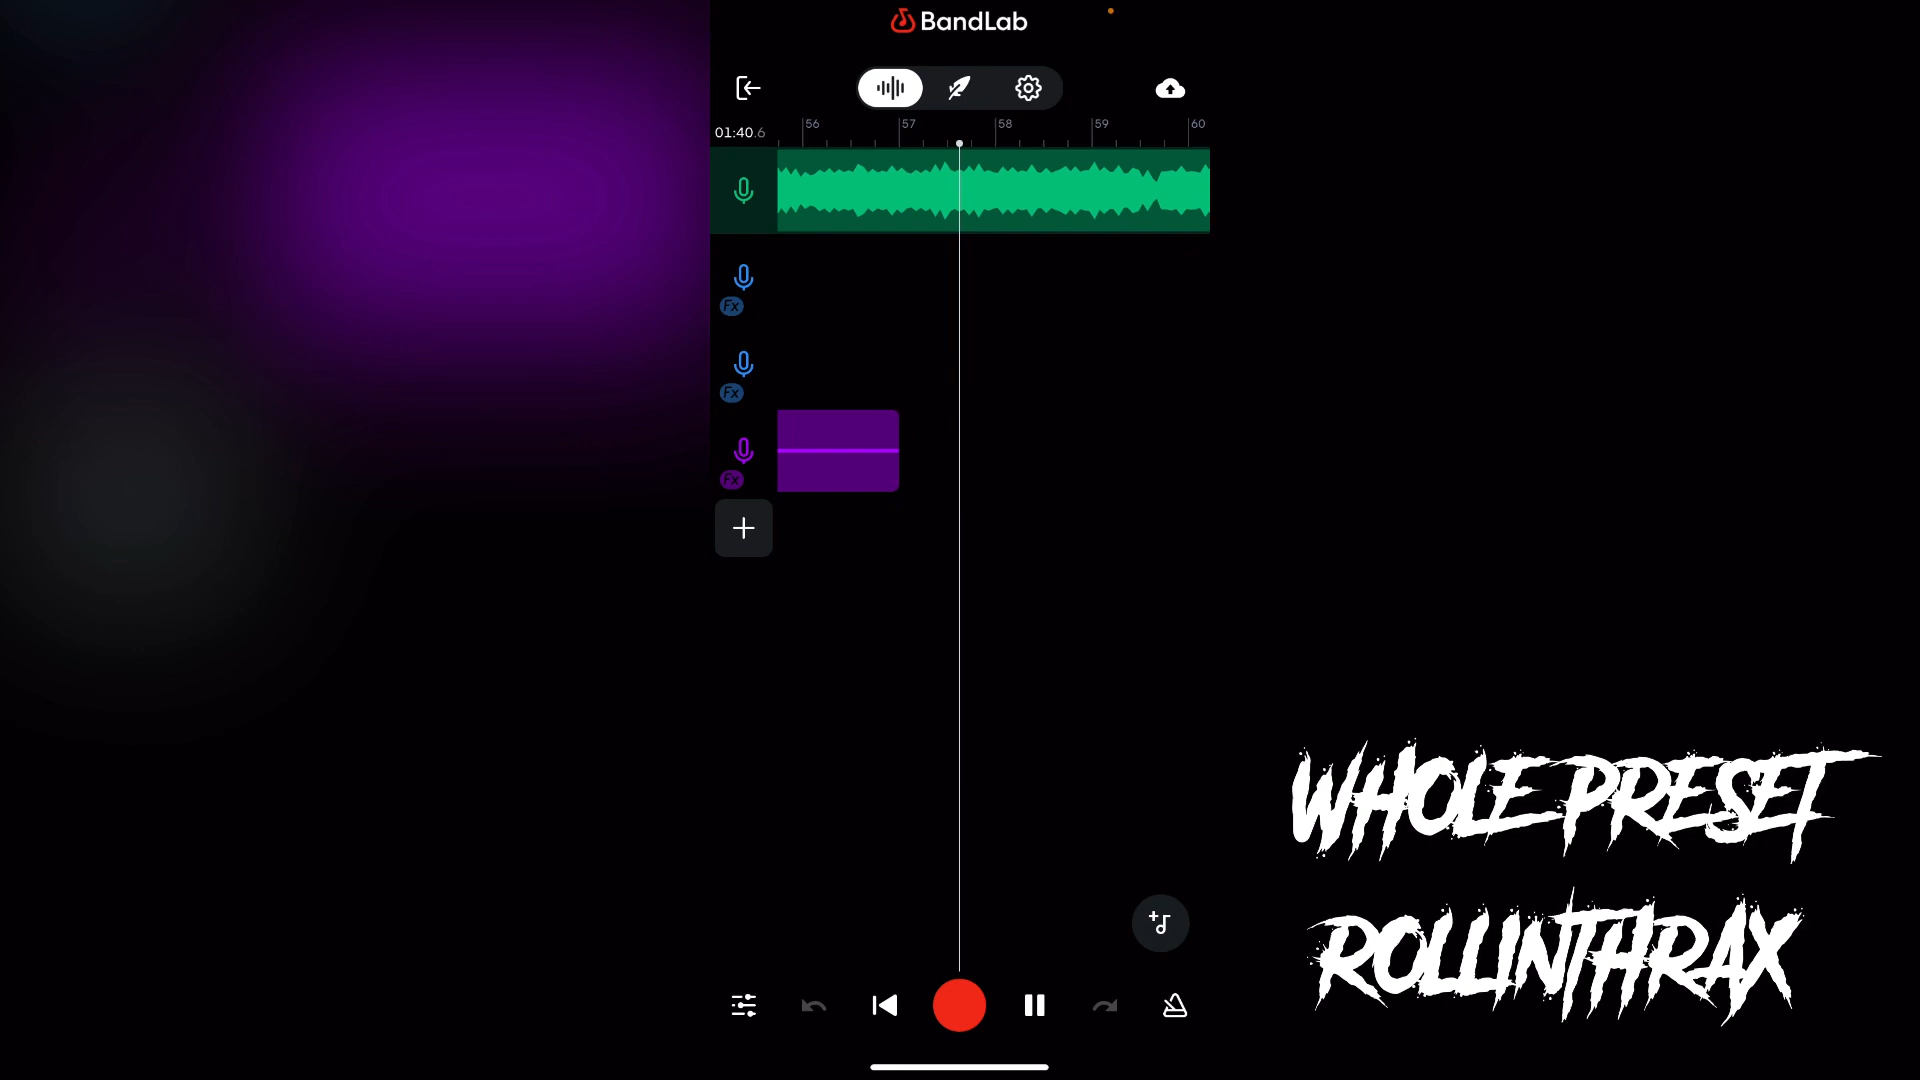 BandLab
01:40.6
56 57 58 59 60
Fx
Fx
Fx
WHOLE PRESET
ROLLINTHRAX